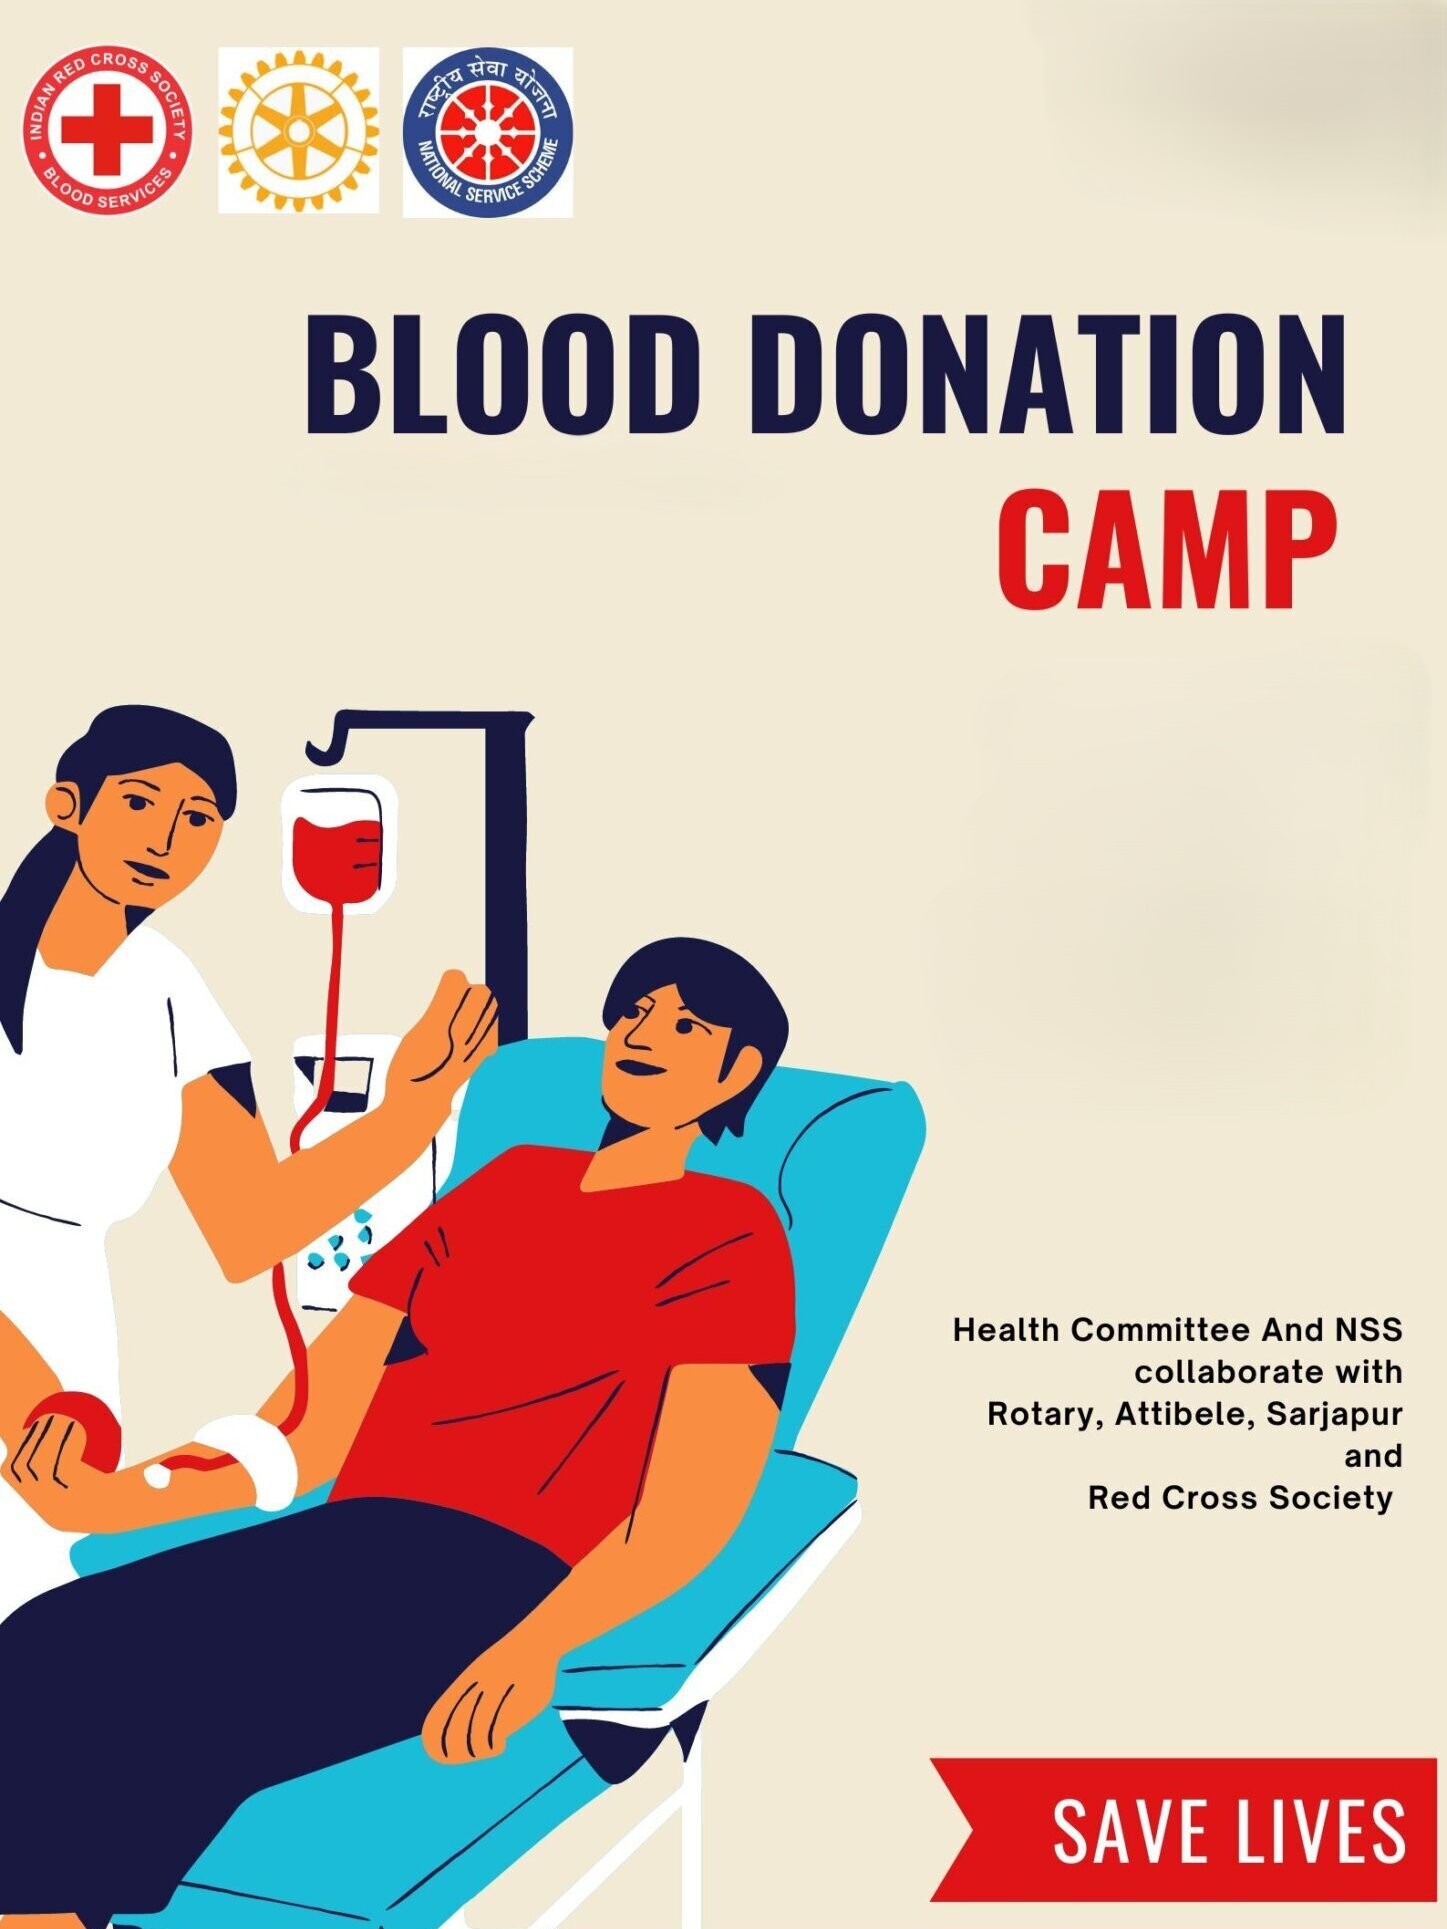 INDIAN RED CROSS SOCIETY
BLOOD SERVICES
राष्ट्रीय सेवा योजना
NATIONAL SERVICE SCHEME
BLOOD DONATION
CAMP
Health Committee And NSS
collaborate with
Rotary, Attibele, Sarjapur
and
Red Cross Society
SAVE LIVES